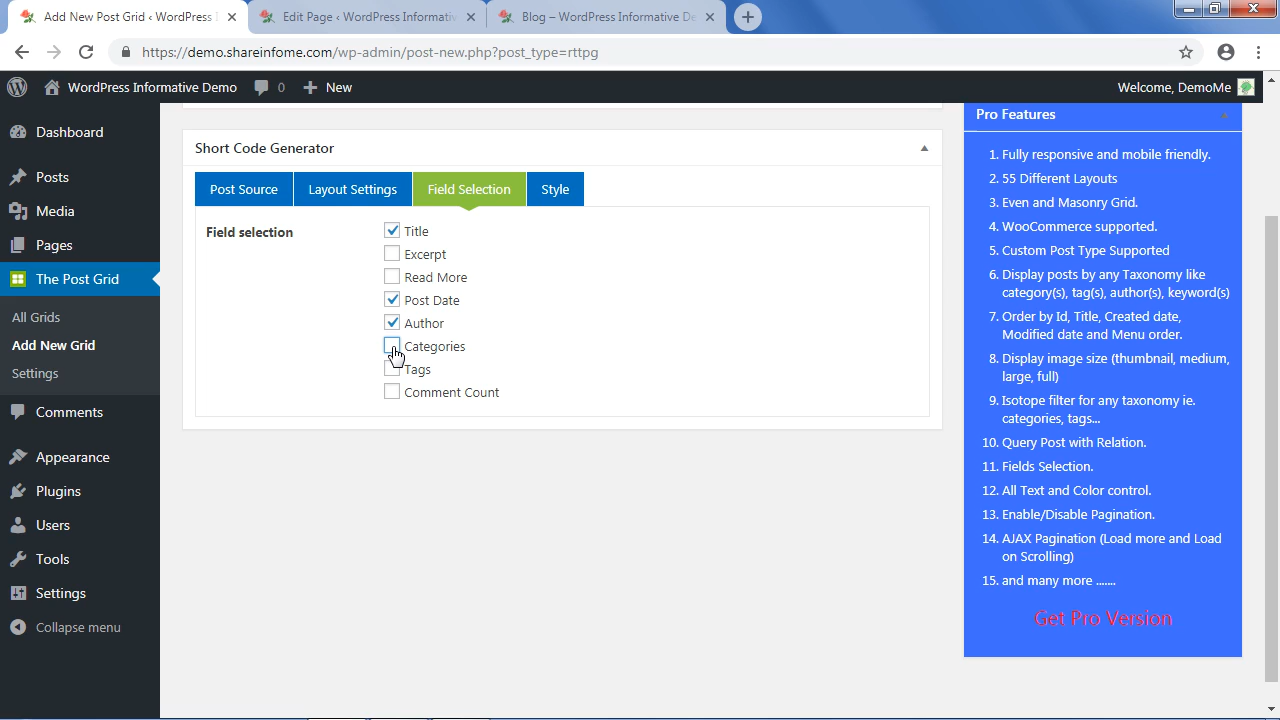 Add New Post Grid ‹ WordPress I
Edit Page ‹ WordPress Informativ
Blog – WordPress Informative De
https://demo.shareinfome.com/wp-admin/post-new.php?post_type=rttpg
WordPress Informative Demo
0
New
Welcome, DemoMe
Dashboard
Posts
Media
Pages
The Post Grid
All Grids
Add New Grid
Settings
Comments
Appearance
Plugins
Users
Tools
Settings
Collapse menu
Short Code Generator
Post Source
Layout Settings
Field Selection
Style
Field selection
Title
Excerpt
Read More
Post Date
Author
Categories
Tags
Comment Count
Pro Features
1. Fully responsive and mobile friendly.
2. 55 Different Layouts
3. Even and Masonry Grid.
4. WooCommerce supported.
5. Custom Post Type Supported
6. Display posts by any Taxonomy like
category(s), tag(s), author(s), keyword(s)
7. Order by Id, Title, Created date,
Modified date and Menu order.
8. Display image size (thumbnail, medium,
large, full)
9. Isotope filter for any taxonomy ie.
categories, tags...
10. Query Post with Relation.
11. Fields Selection.
12. All Text and Color control.
13. Enable/Disable Pagination.
14. AJAX Pagination (Load more and Load
on Scrolling)
15. and many more .......
Get Pro Version